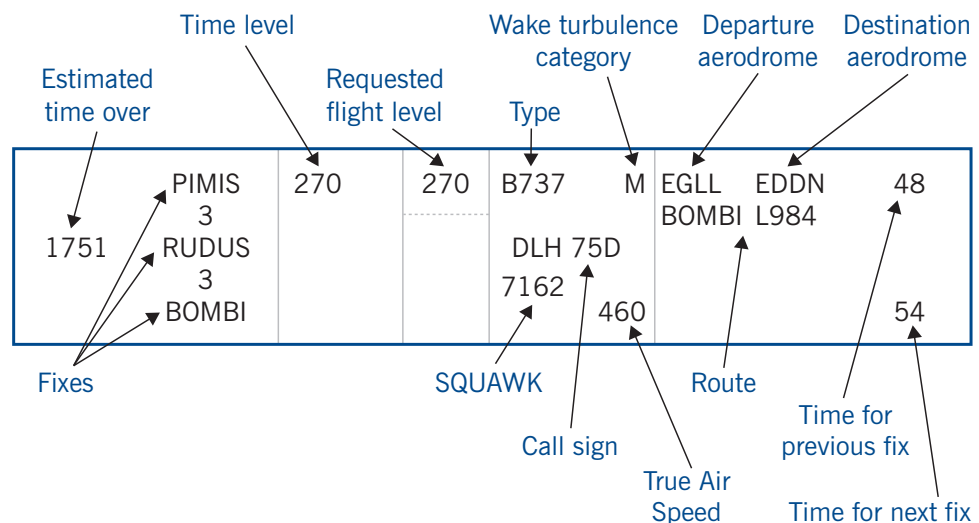 Time level
Wake turbulence
category
Departure
aerodrome
Destination
aerodrome
Estimated
time over
Requested
flight level
Type
PIMIS
3
1751 RUDUS
3
BOMBI
270
270
B737 M
DLH 75D
7162
460
EGLL EDDN 48
BOMBI L984
54
Fixes
SQUAWK
Route
Call sign
Time for
previous fix
True Air
Speed
Time for next fix